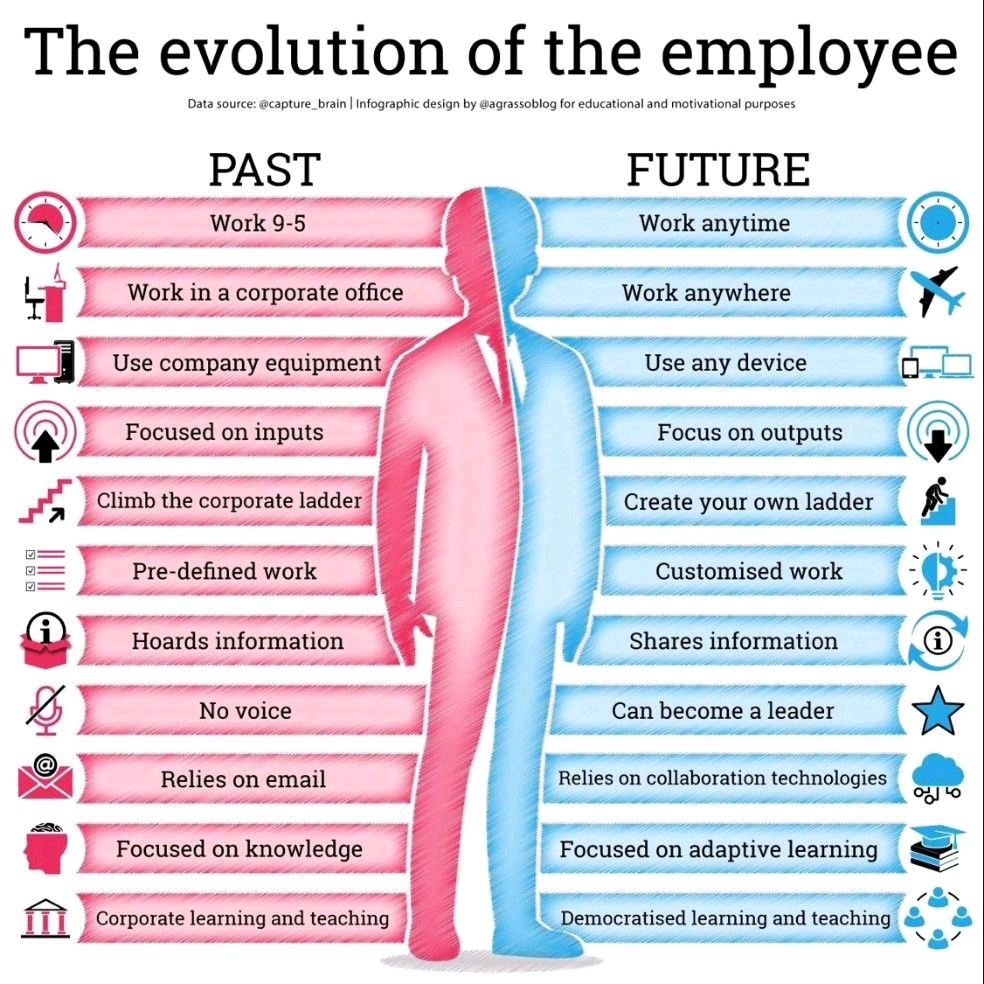 The evolution of the employee
Data source: @capture_brain | Infographic design by @agrassoblog for educational and motivational purposes
PAST
FUTURE
Work 9-5
Work anytime
Work in a corporate office
Work anywhere
Use company equipment
Use any device
Focused on inputs
Focus on outputs
Climb the corporate ladder
Create your own ladder
Pre-defined work
Customised work
Hoards information
Shares information
No voice
Can become a leader
@
Relies on email
Relies on collaboration technologies
Focused on knowledge
Focused on adaptive learning
Corporate learning and teaching
Democratised learning and teaching